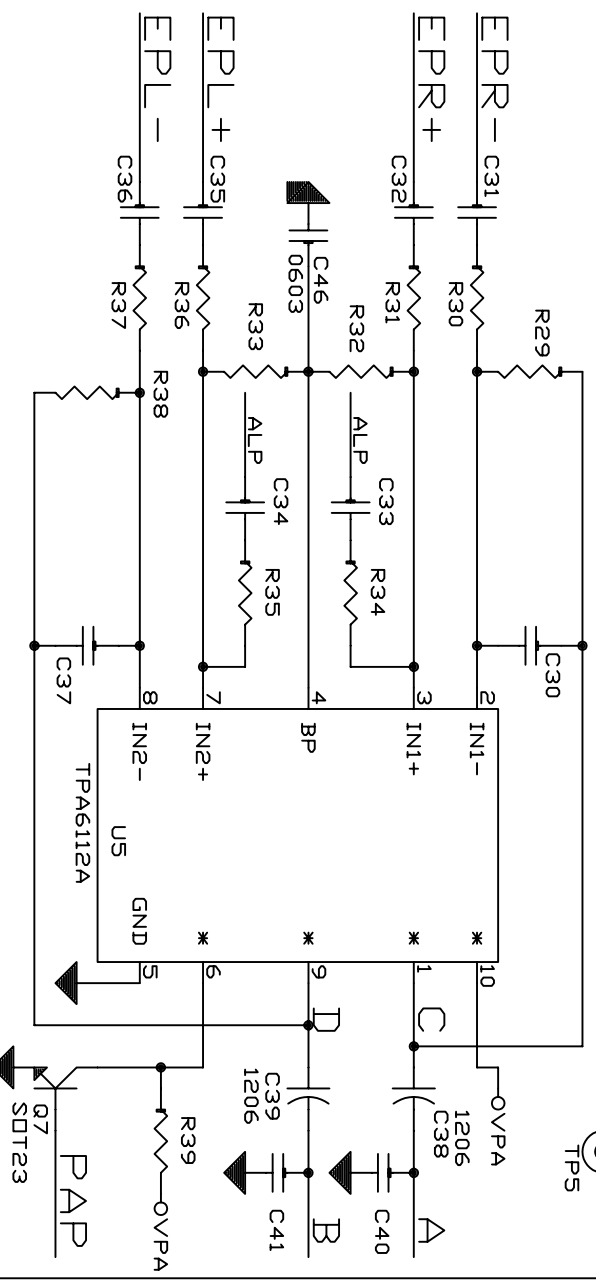 EPR-
EPR+
EPL+
EPL-
C31
C32
C35
C36
C46
0603
R30
R31
R36
R37
R29
R32
R33
R38
ALP
C33
R34
ALP
C34
R35
C30
C37
2
3
4
7
8
IN1-
IN1+
BP
IN2+
IN2-
U5
TPA6112A
GND
*
*
*
*
10
1
9
6
5
C
D
OVPA
1206
C38
C39
1206
A
B
C40
C41
R39
OVPA
Q7
SOT23
PAP
TP5